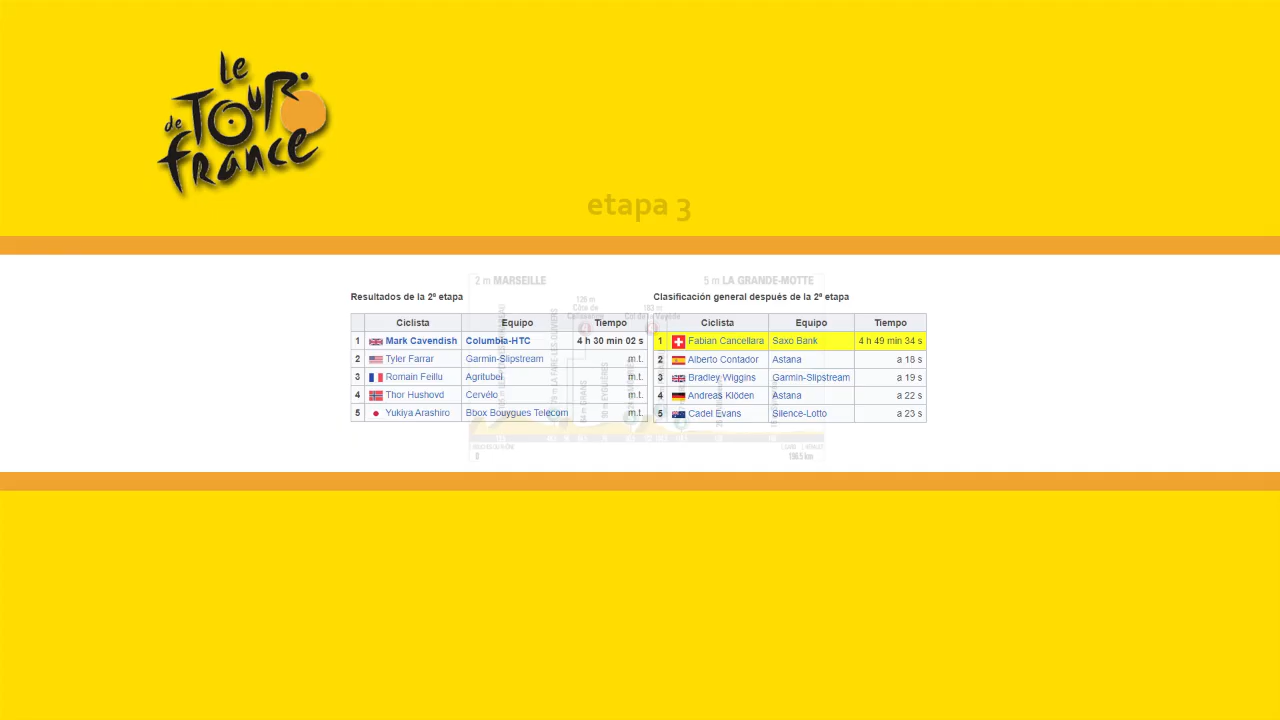 Le
TOUR
de
france
etapa 3
2 m MARSEILLE
5 m LA GRANDE-MOTTE
Resultados de la 2ª etapa
Clasificación general después de la 2ª etapa
Ciclista Equipo Tiempo
1 Mark Cavendish Columbia-HTC 4 h 30 min 02 s
2 Tyler Farrar Garmin-Slipstream m.t.
3 Romain Feillu Agritubel m.t.
4 Thor Hushovd Cervélo m.t.
5 Yukiya Arashiro Bbox Bouygues Telecom m.t.
Ciclista Equipo Tiempo
1 Fabian Cancellara Saxo Bank 4 h 49 min 34 s
2 Alberto Contador Astana a 18 s
3 Bradley Wiggins Garmin-Slipstream a 19 s
4 Andreas Klöden Astana a 22 s
5 Cadel Evans Silence-Lotto a 23 s
0
196.5 km